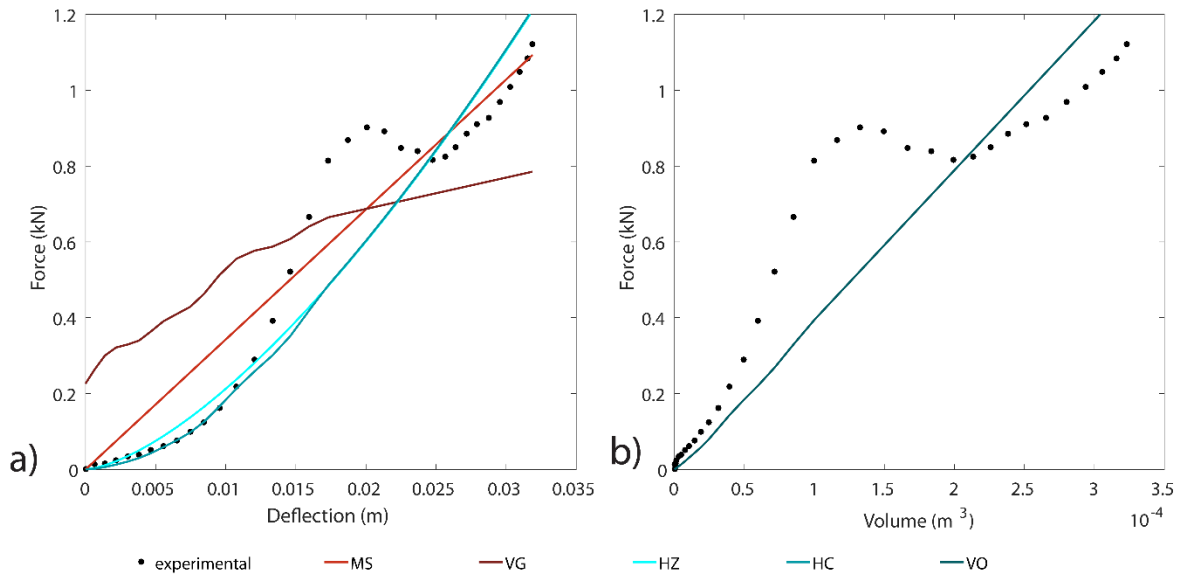 1.2
1
0.8
0.6
0.4
0.2
0
Force (kN)
0 0.005 0.01 0.015 0.02 0.025 0.03 0.035
Deflection (m)
a)
1.2
1
0.8
0.6
0.4
0.2
0
Force (kN)
0 0.5 1 1.5 2 2.5 3 3.5
Volume (m³) 10⁻⁴
b)
experimental MS VG HZ HC VO